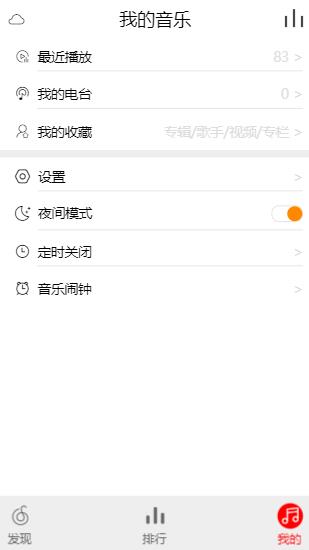 我的音乐
最近播放 83 >
我的电台 0 >
我的收藏 专辑/歌手/视频/专栏 >
设置 >
夜间模式
定时关闭 >
音乐闹钟 >
发现 排行 我的